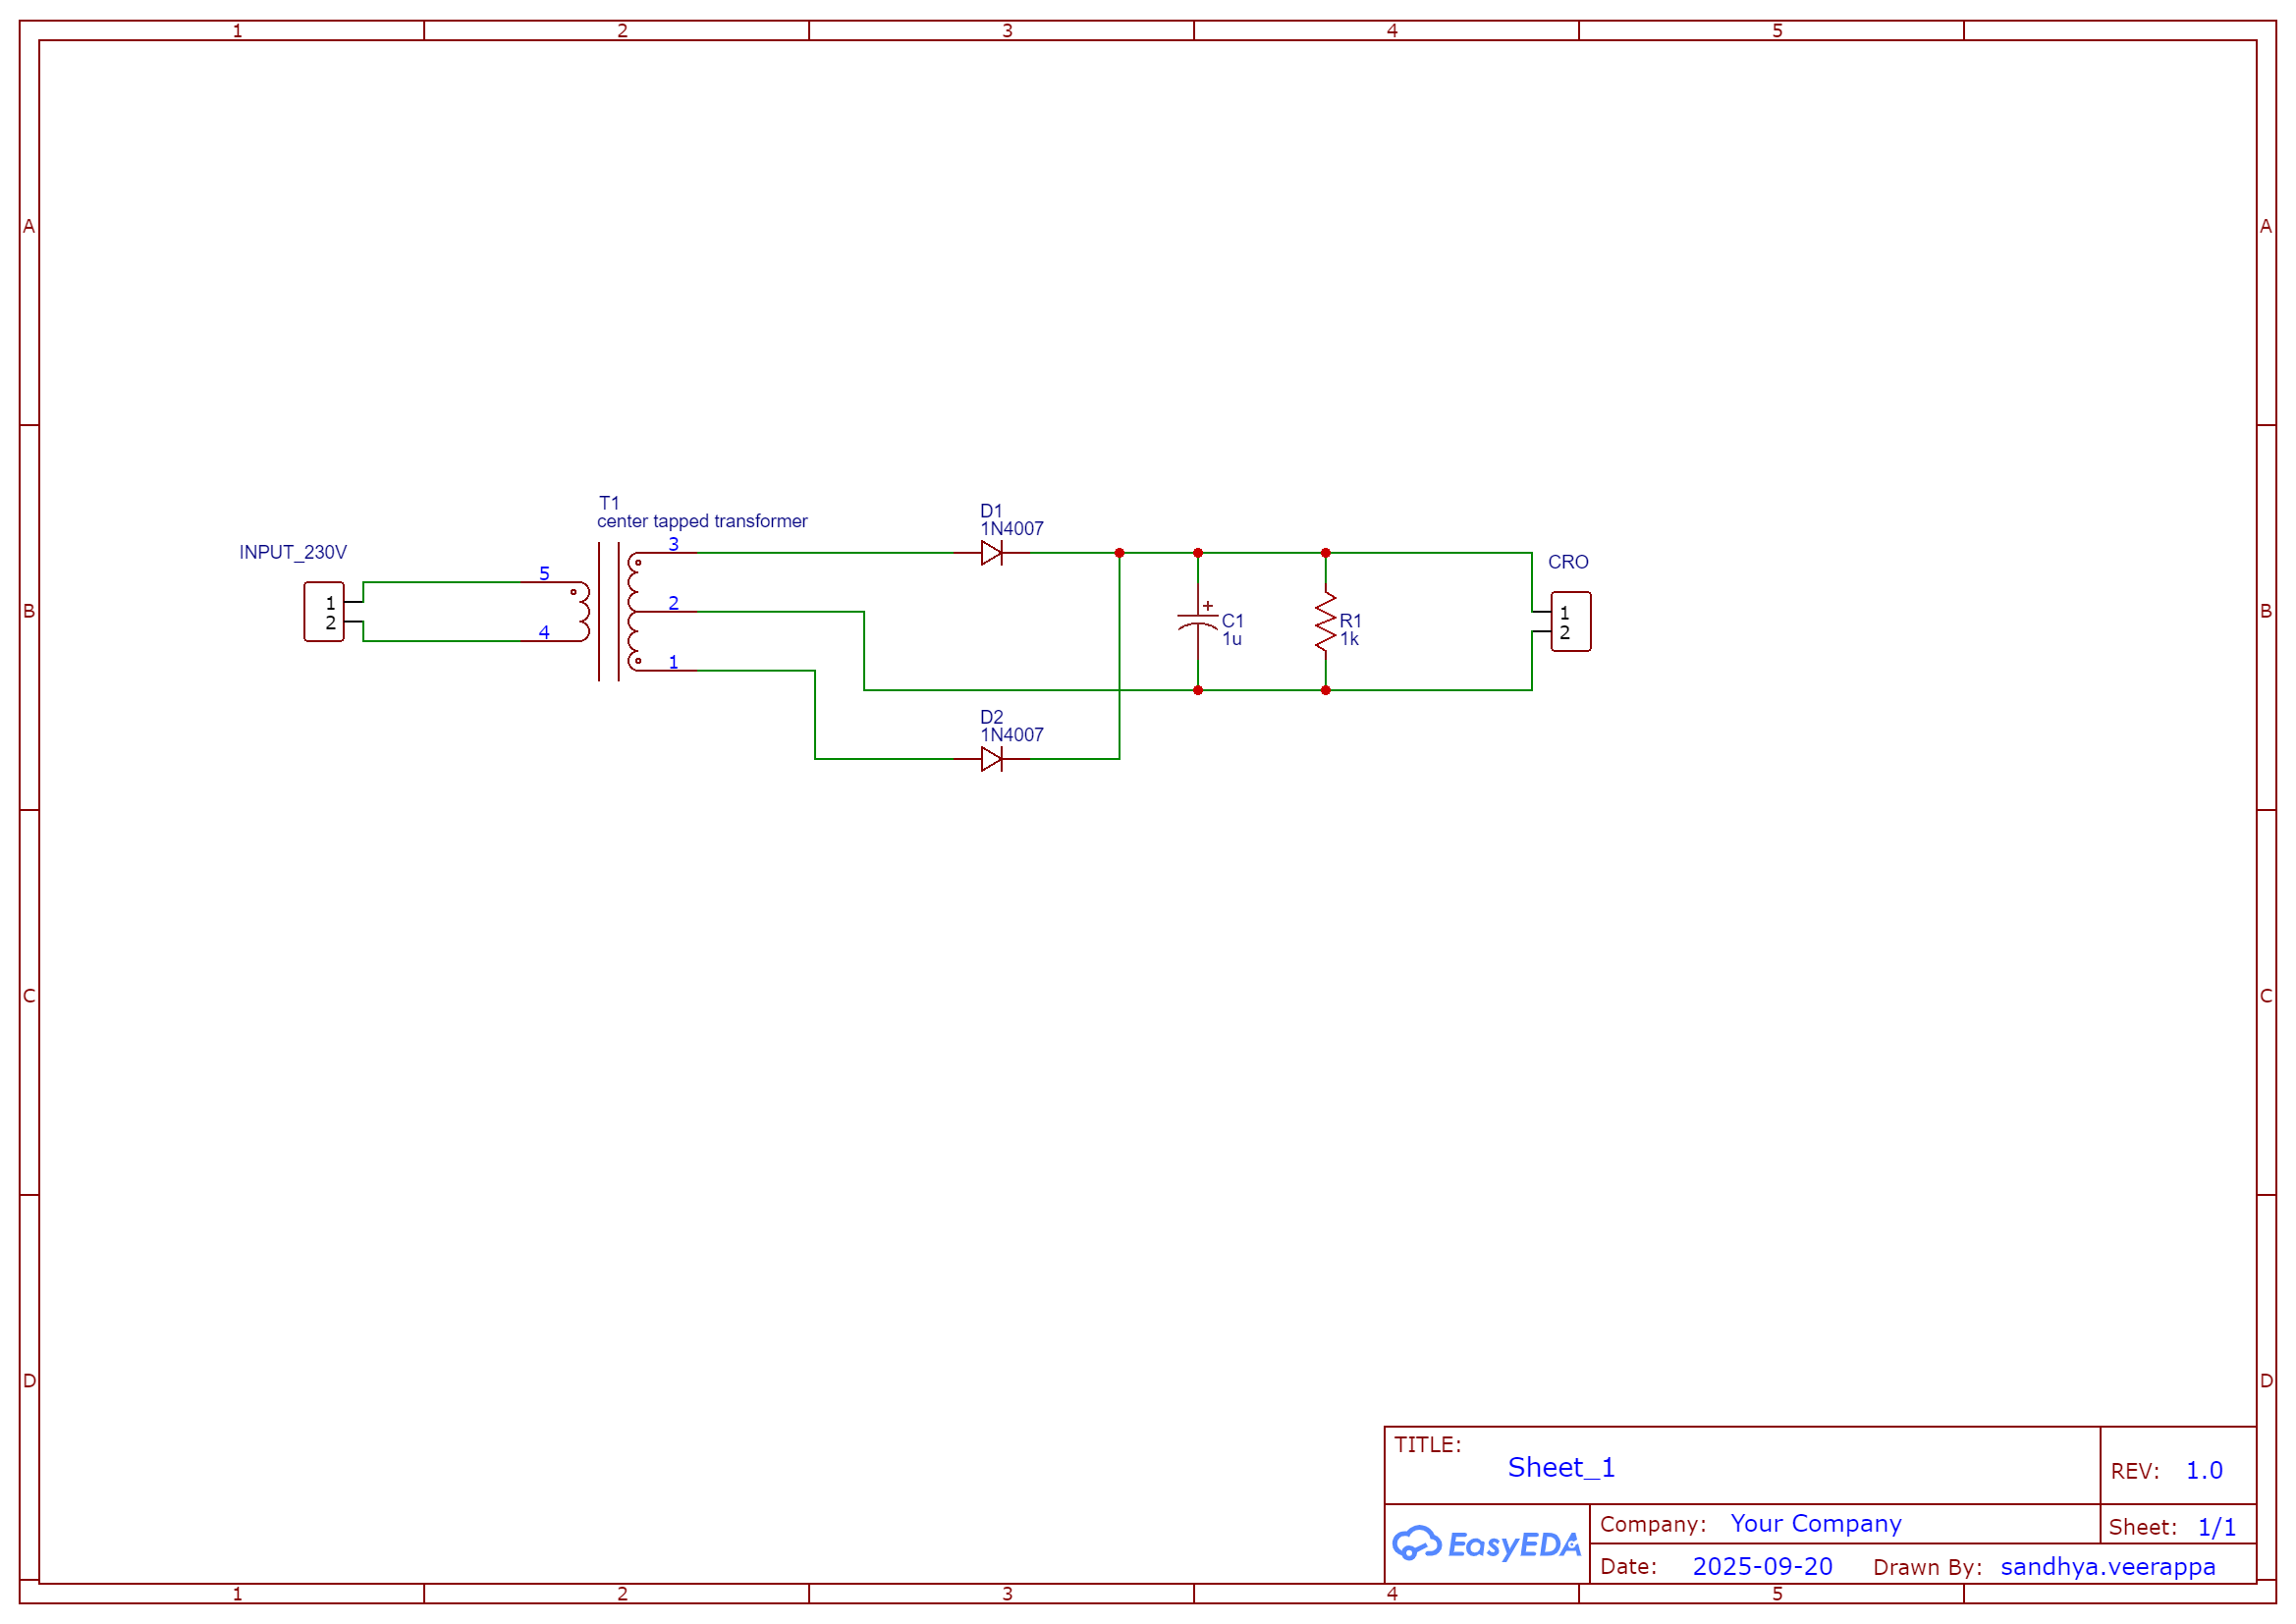 1 2 3 4 5
A A
T1
center tapped transformer
D1
1N4007
INPUT_230V
3
CRO
5
1
2
4
2
1
+
C1
1u
R1
1k
1
2
B B
D2
1N4007
C C
D D
TITLE:
Sheet_1
REV: 1.0
EasyEDA
Company: Your Company
Sheet: 1/1
Date: 2025-09-20 Drawn By: sandhya.veerappa
1 2 3 4 5